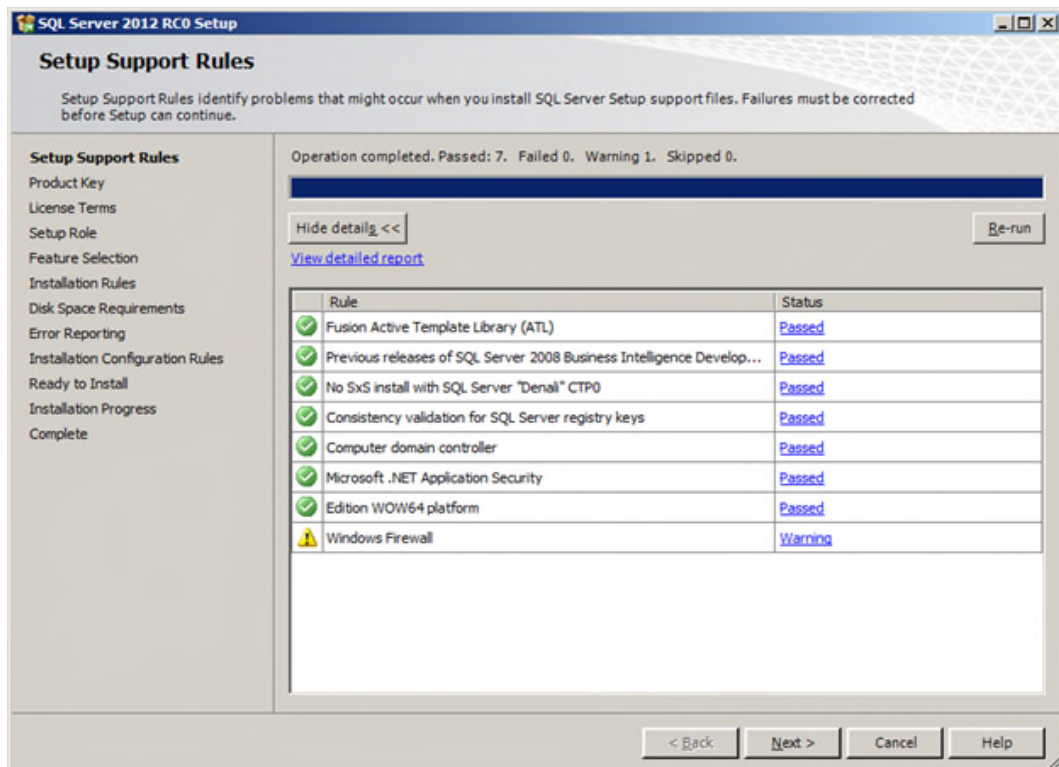 SQL Server 2012 RC0 Setup
Setup Support Rules
Setup Support Rules identify problems that might occur when you install SQL Server Setup support files. Failures must be corrected
before Setup can continue.
Setup Support Rules
Product Key
License Terms
Setup Role
Feature Selection
Installation Rules
Disk Space Requirements
Error Reporting
Installation Configuration Rules
Ready to Install
Installation Progress
Complete
Operation completed. Passed: 7. Failed 0. Warning 1. Skipped 0.
Hide details << Re-run
View detailed report
Rule Status
Fusion Active Template Library (ATL) Passed
Previous releases of SQL Server 2008 Business Intelligence Develop... Passed
No SxS install with SQL Server "Denali" CTP0 Passed
Consistency validation for SQL Server registry keys Passed
Computer domain controller Passed
Microsoft .NET Application Security Passed
Edition WOW64 platform Passed
Windows Firewall Warning
< Back Next > Cancel Help